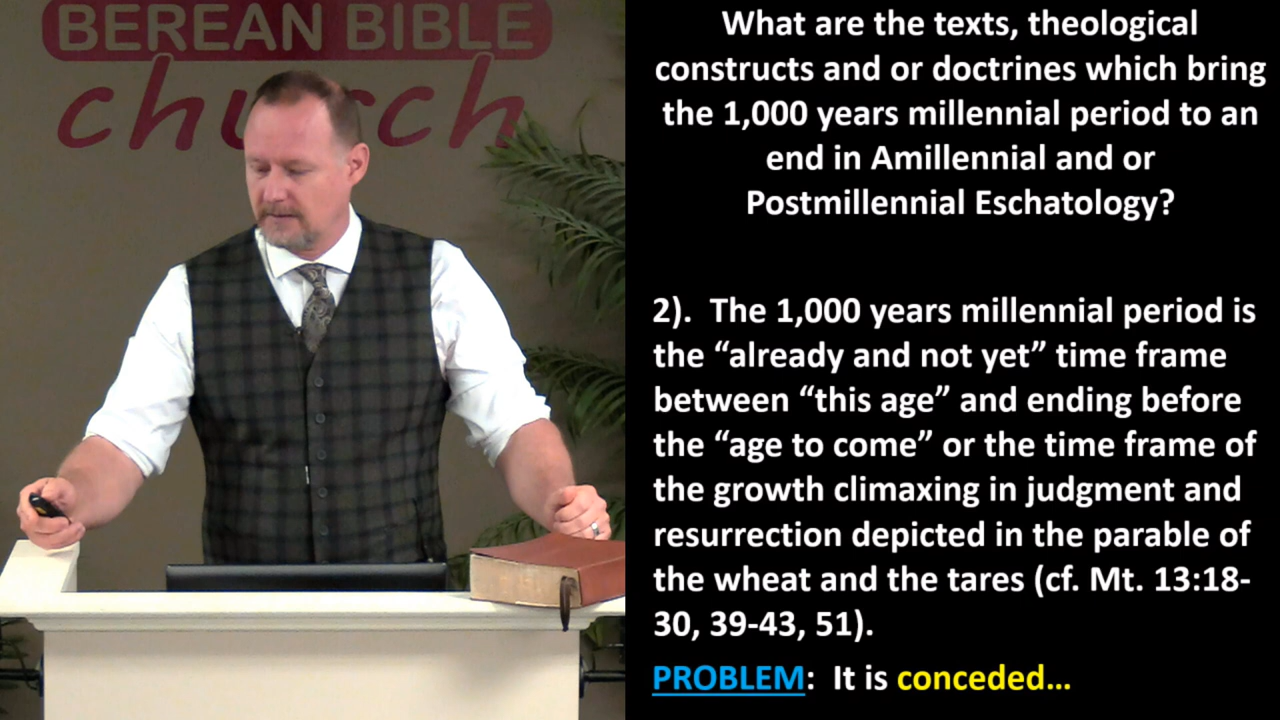 BEREAN BIBLE
church
What are the texts, theological
constructs and or doctrines which bring
the 1,000 years millennial period to an
end in Amillennial and or
Postmillennial Eschatology?
2). The 1,000 years millennial period is
the “already and not yet” time frame
between “this age” and ending before
the “age to come” or the time frame of
the growth climaxing in judgment and
resurrection depicted in the parable of
the wheat and the tares (cf. Mt. 13:18-
30, 39-43, 51).
PROBLEM: It is conceded…